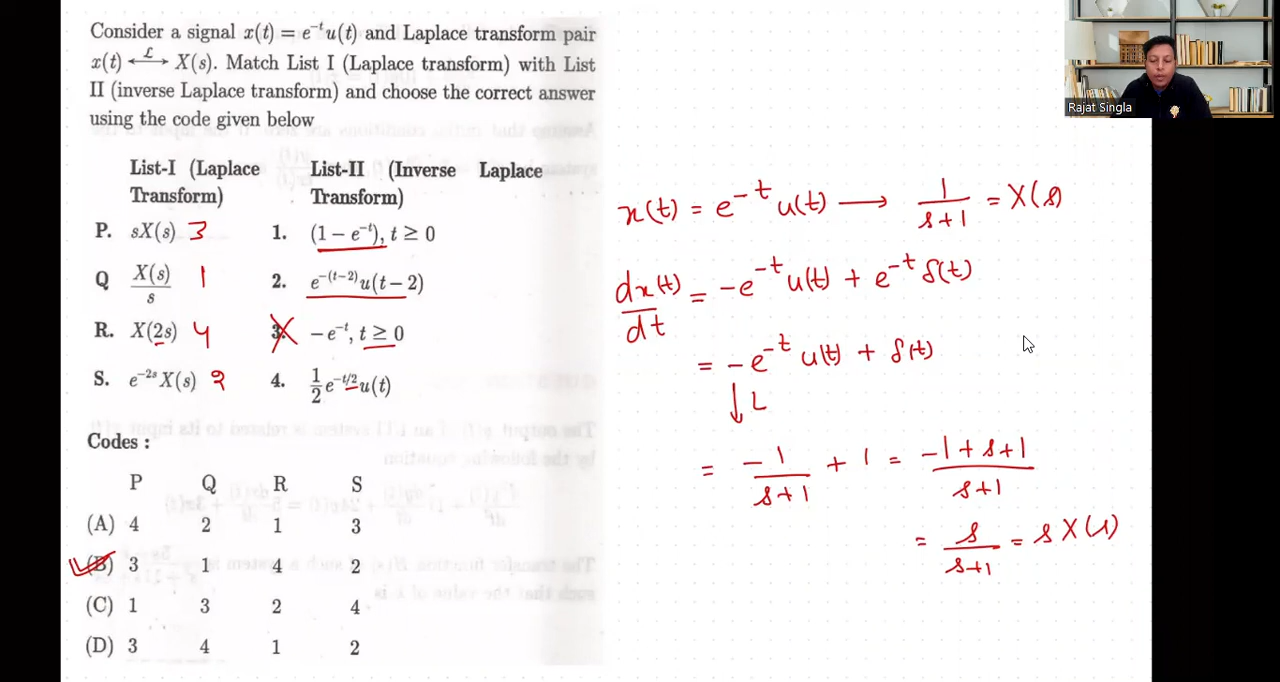 Consider a signal x(t) = e⁻ᵗu(t) and Laplace transform pair
x(t) ←ℒ→ X(s). Match List I (Laplace transform) with List
II (inverse Laplace transform) and choose the correct answer
using the code given below
List-I (Laplace Transform) List-II (Inverse Laplace Transform)
P. sX(s) 3 1. (1 − e⁻ᵗ), t ≥ 0
Q X(s)/s 1 2. e^−(t−2)u(t − 2)
R. X(2s) 4 3. −e⁻ᵗ, t ≥ 0
S. e^−2s X(s) 2 4. 1/2 e^−t/2 u(t)
Codes :
P Q R S
(A) 4 2 1 3
(B) 3 1 4 2
(C) 1 3 2 4
(D) 3 4 1 2
x(t) = e^-t u(t) → 1/(s+1) = X(s)
dx(t)/dt = -e^-t u(t) + e^-t δ(t)
= -e^-t u(t) + δ(t)
↓ L
= -1/(s+1) + 1 = (-1+s+1)/(s+1)
= s/(s+1) = s X(s)
Rajat Singla